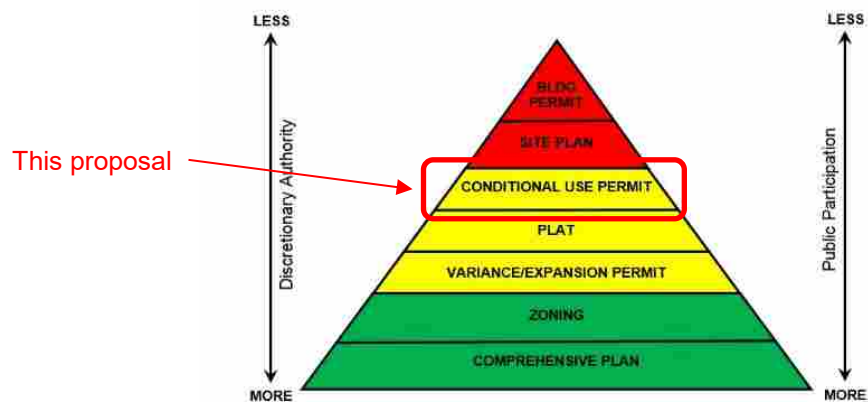 LESS
LESS
BLDG
PERMIT
SITE PLAN
This proposal
CONDITIONAL USE PERMIT
Discretionary Authority
Public Participation
PLAT
VARIANCE/EXPANSION PERMIT
ZONING
COMPREHENSIVE PLAN
MORE
MORE